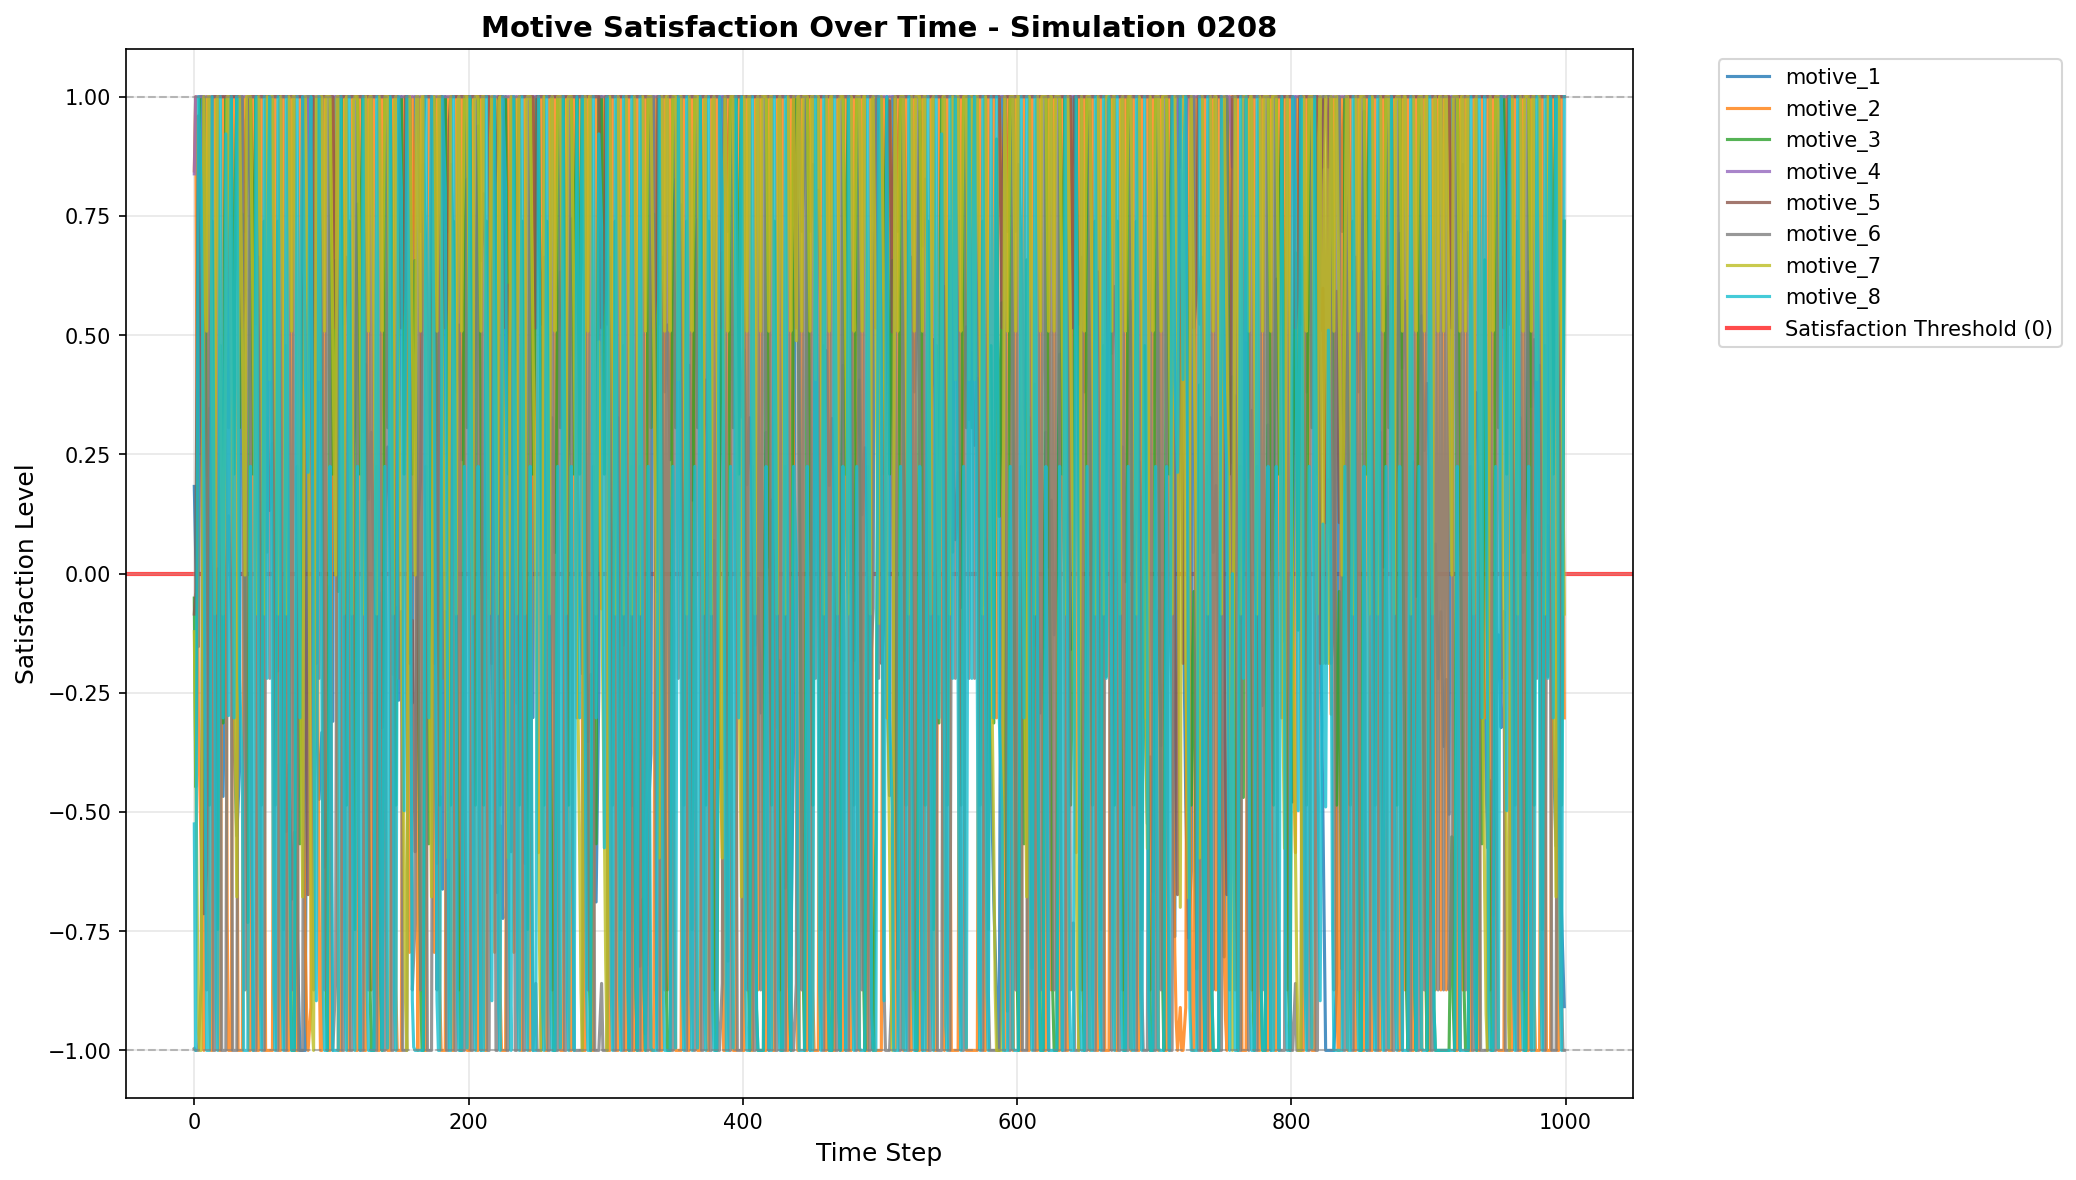 Motive Satisfaction Over Time - Simulation 0208
1.00
0.75
0.50
0.25
0.00
−0.25
−0.50
−0.75
−1.00
Satisfaction Level
0
200
400
600
800
1000
Time Step
motive_1
motive_2
motive_3
motive_4
motive_5
motive_6
motive_7
motive_8
Satisfaction Threshold (0)